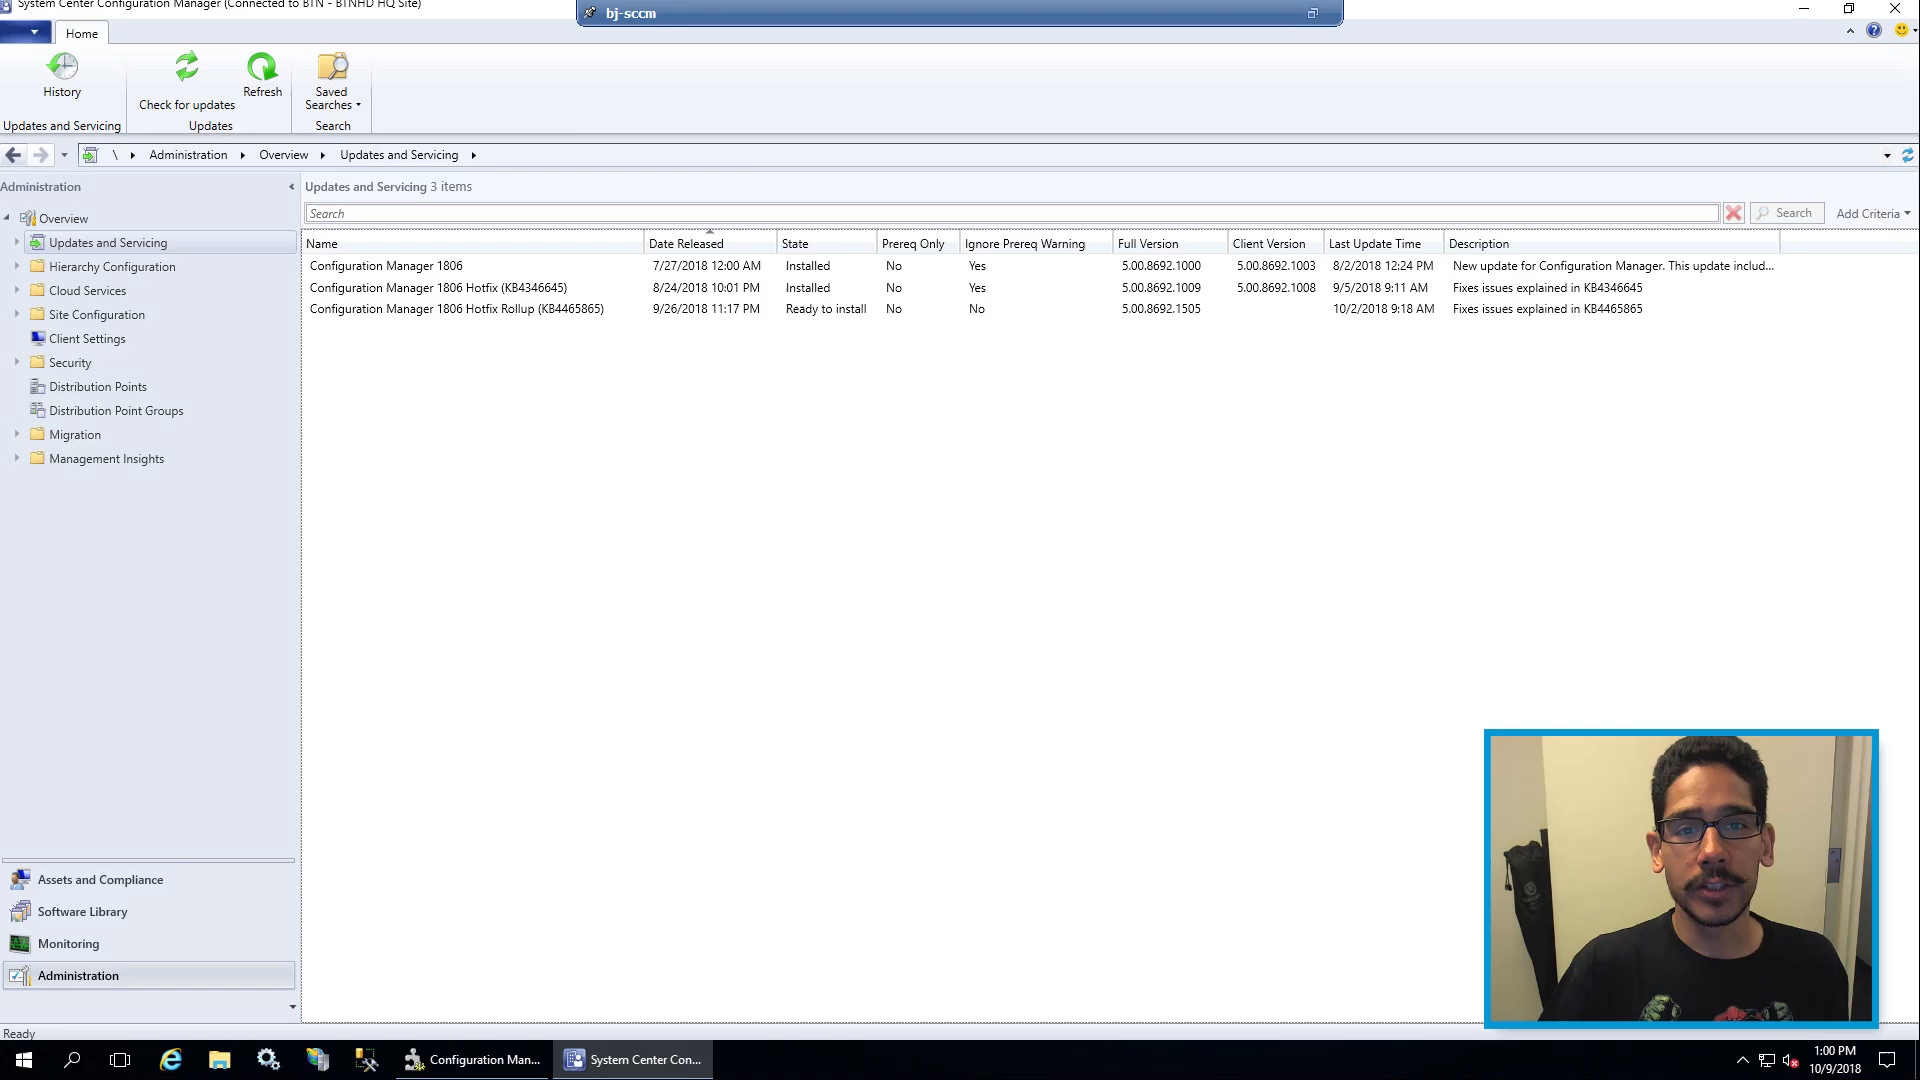 System Center Configuration Manager (Connected to BTN - BTNHD HQ Site)
bj-sccm
Home
History
Check for updates
Refresh
Saved
Searches
Updates and Servicing
Updates
Search
\ Administration Overview Updates and Servicing
Administration
Overview
Updates and Servicing
Hierarchy Configuration
Cloud Services
Site Configuration
Client Settings
Security
Distribution Points
Distribution Point Groups
Migration
Management Insights
Assets and Compliance
Software Library
Monitoring
Administration
Updates and Servicing 3 items
Search
Search
Add Criteria
Name Date Released State Prereq Only Ignore Prereq Warning Full Version Client Version Last Update Time Description
Configuration Manager 1806 7/27/2018 12:00 AM Installed No Yes 5.00.8692.1000 5.00.8692.1003 8/2/2018 12:24 PM New update for Configuration Manager. This update includ...
Configuration Manager 1806 Hotfix (KB4346645) 8/24/2018 10:01 PM Installed No Yes 5.00.8692.1009 5.00.8692.1008 9/5/2018 9:11 AM Fixes issues explained in KB4346645
Configuration Manager 1806 Hotfix Rollup (KB4465865) 9/26/2018 11:17 PM Ready to install No No 5.00.8692.1505 10/2/2018 9:18 AM Fixes issues explained in KB4465865
Ready
Configuration Man...
System Center Con...
1:00 PM
10/9/2018